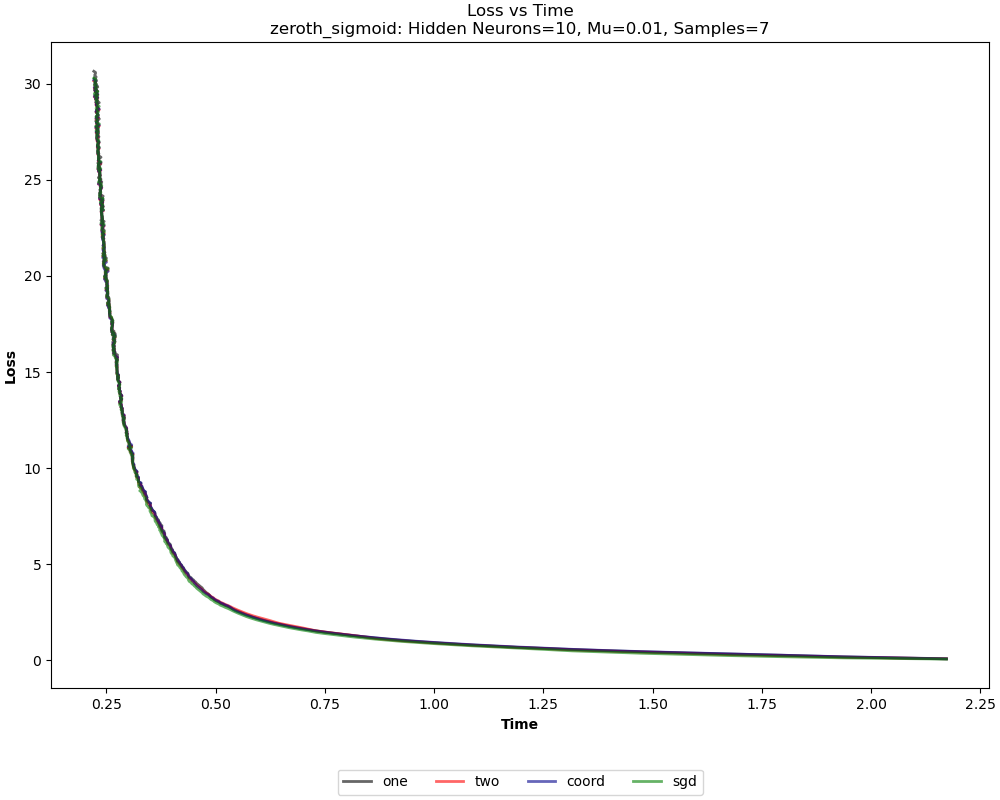 Loss vs Time
zeroth_sigmoid: Hidden Neurons=10, Mu=0.01, Samples=7
30
25
20
15
10
5
0
Loss
0.25 0.50 0.75 1.00 1.25 1.50 1.75 2.00 2.25
Time
one two coord sgd